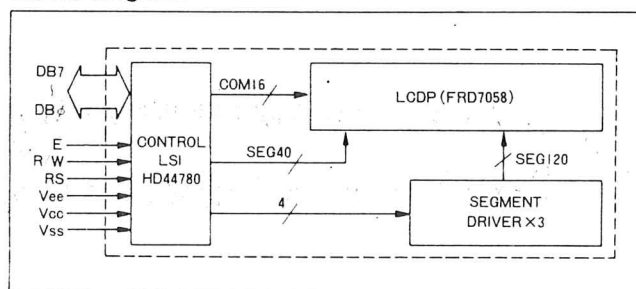 DB7
DBφ
E
R/W
RS
Vee
Vcc
Vss
CONTROL
LSI
HD44780
COM16
SEG40
4
LCDP (FRD7058)
SEG120
SEGMENT
DRIVER×3